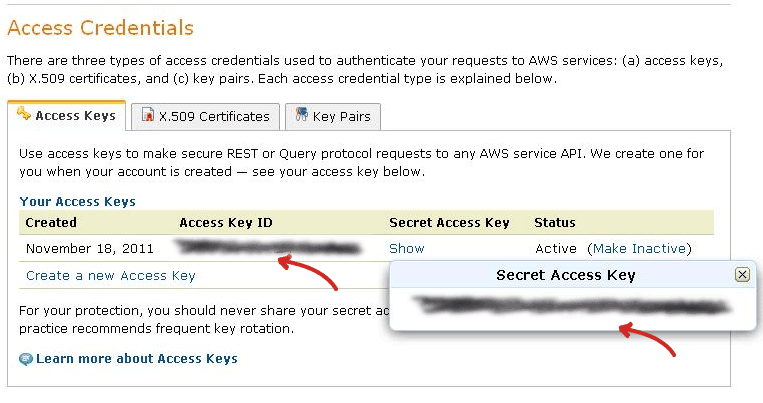 Access Credentials
There are three types of access credentials used to authenticate your requests to AWS services: (a) access keys,
(b) X.509 certificates, and (c) key pairs. Each access credential type is explained below.
Access Keys X.509 Certificates Key Pairs
Use access keys to make secure REST or Query protocol requests to any AWS service API. We create one for
you when your account is created — see your access key below.
Your Access Keys
Created Access Key ID Secret Access Key Status
November 18, 2011 Show Active (Make Inactive)
Create a new Access Key
Secret Access Key
For your protection, you should never share your secret
practice recommends frequent key rotation.
Learn more about Access Keys